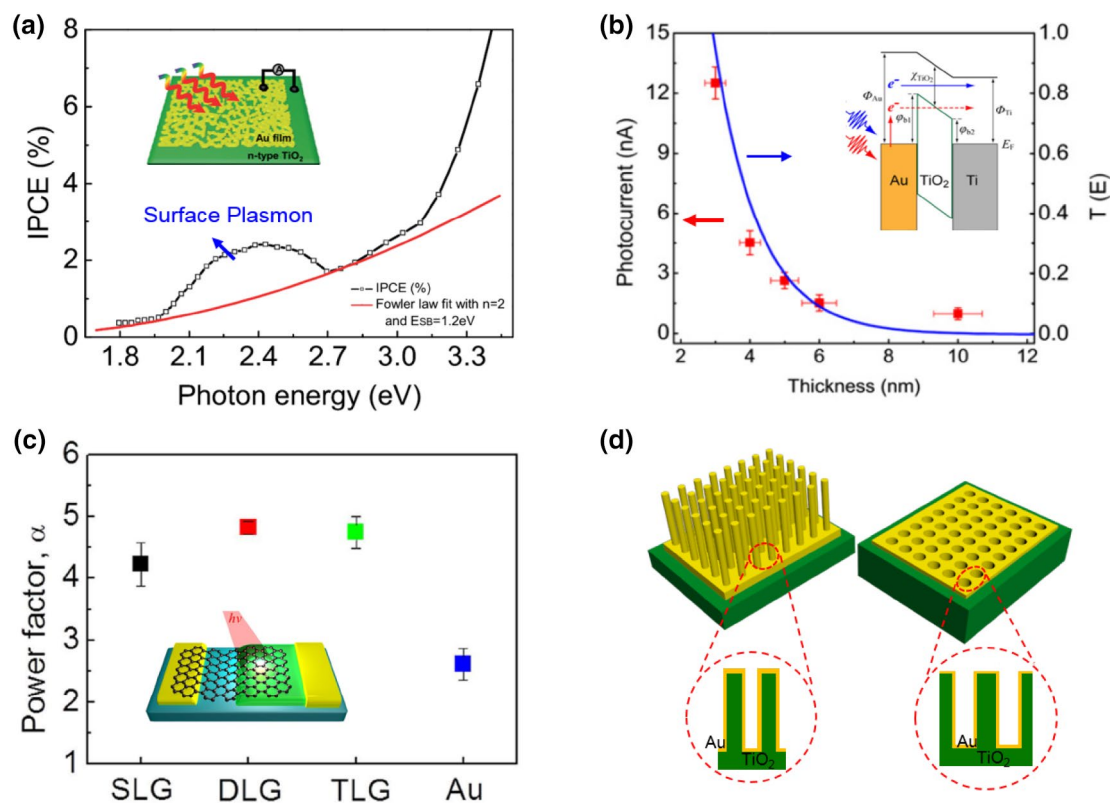 (a)
8
6
4
2
0
IPCE (%)
A
Au film
n-type TiO2
Surface Plasmon
IPCE (%)
Fowler law fit with n=2
and ESB=1.2eV
1.8 2.1 2.4 2.7 3.0 3.3
Photon energy (eV)
(b)
15
12
9
6
3
0
Photocurrent (nA)
1.0
0.8
0.6
0.4
0.2
0.0
T (E)
χTiO2
e-
e-
ΦAu
φb1
φb2
ΦTi
EF
Au TiO2 Ti
2 4 6 8 10 12
Thickness (nm)
(c)
6
5
4
3
2
1
Power factor, α
hν
SLG DLG TLG Au
(d)
Au
TiO2
Au
TiO2